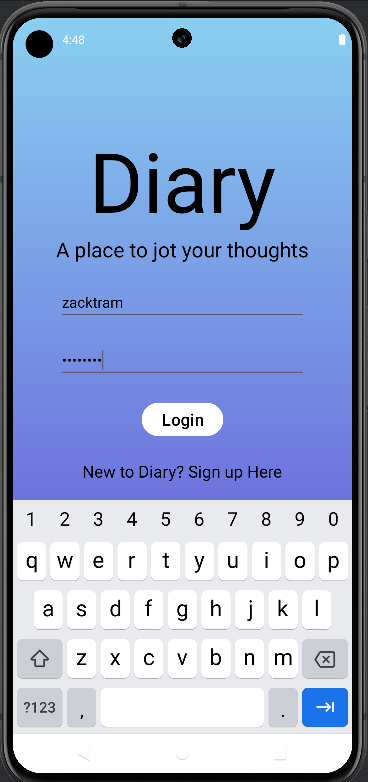 4:48
Diary
A place to jot your thoughts
zacktram
••••••••
Login
New to Diary? Sign up Here
1 2 3 4 5 6 7 8 9 0
q w e r t y u i o p
a s d f g h j k l
z x c v b n m
?123 , .